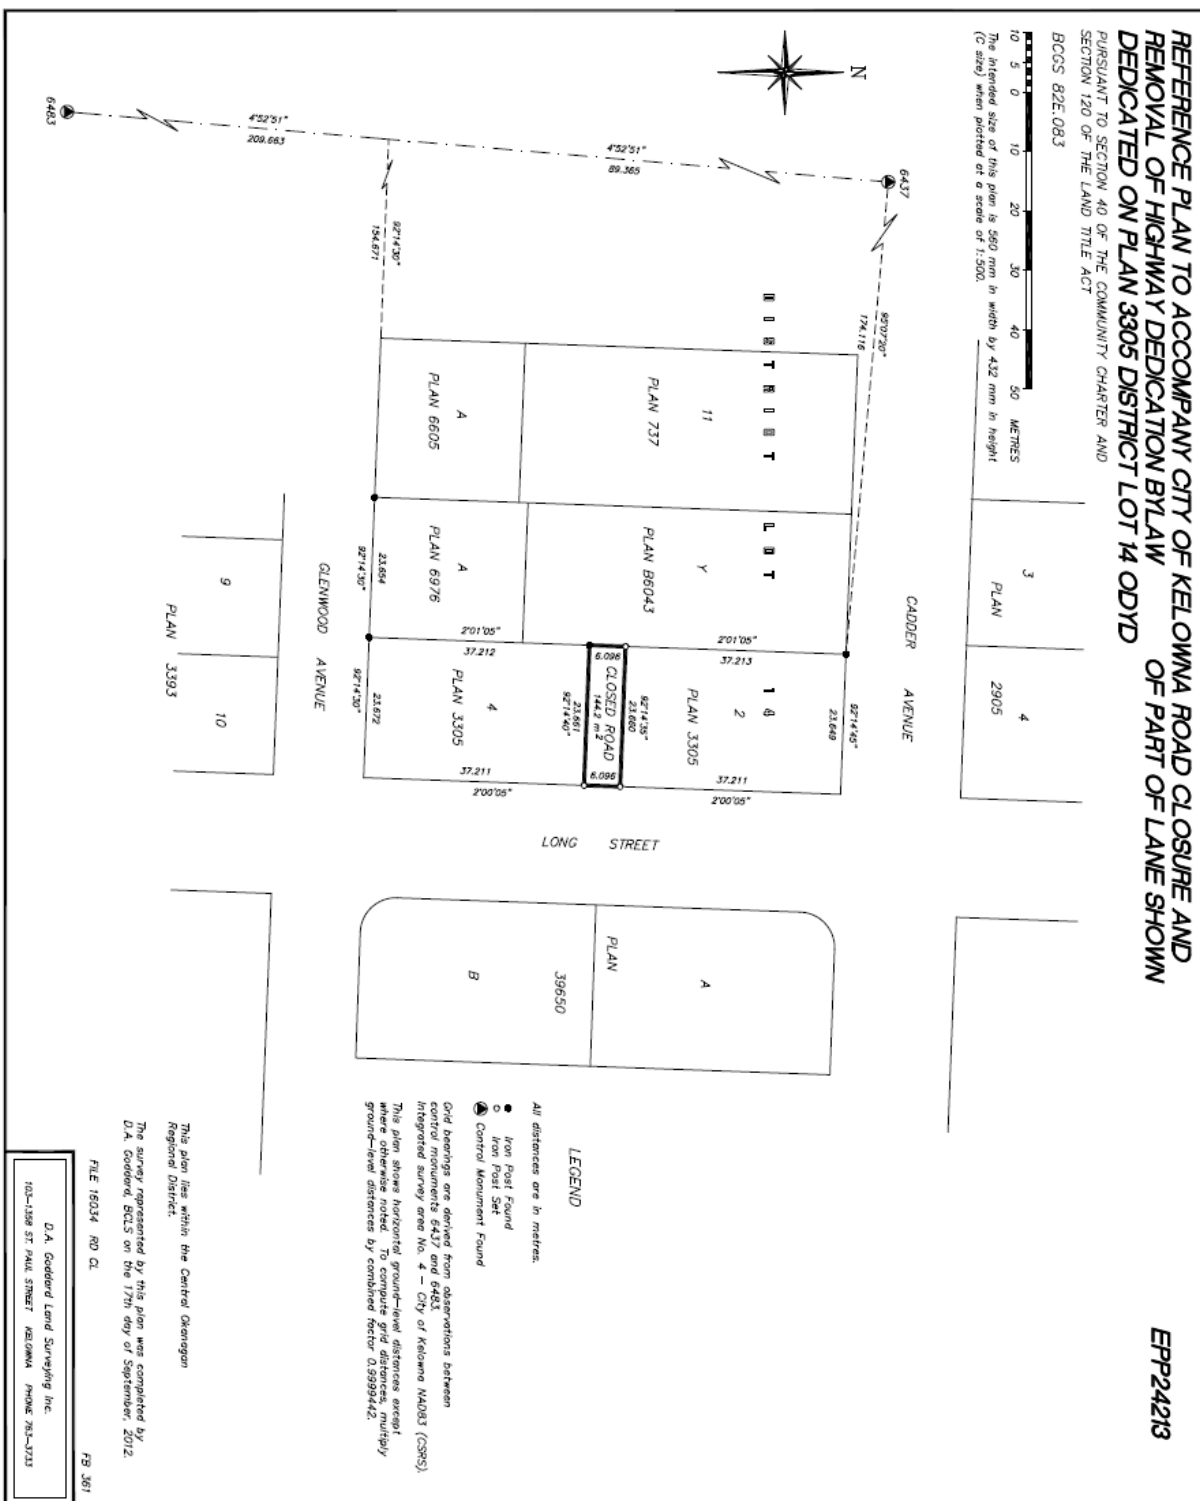 REFERENCE PLAN TO ACCOMPANY CITY OF KELOWNA ROAD CLOSURE AND
REMOVAL OF HIGHWAY DEDICATION BYLAW OF PART OF LANE SHOWN
DEDICATED ON PLAN 3305 DISTRICT LOT 14 ODYD
EPP24213
PURSUANT TO SECTION 40 OF THE COMMUNITY CHARTER AND
SECTION 120 OF THE LAND TITLE ACT
BCGS 82E.083
10 5 0 10 20 30 40 50 METRES
The intended size of this plan is 560 mm in width by 432 mm in height
(C size) when plotted at a scale of 1:500.
N
3
PLAN
4
2905
CADDER AVENUE
6437
95°07'20"
174.116
4°52'51"
89.365
4°52'51"
209.663
6483
92°14'30"
154.671
DISTRICT LOT 14
11
PLAN 737
A
PLAN 6605
Y
PLAN B6043
A
PLAN 6976
92°14'45"
23.649
2°01'05"
37.213
2
PLAN 3305
37.211
2°00'05"
92°14'35"
23.660
6.096
CLOSED ROAD
144.2 m²
6.096
23.661
92°14'40"
2°01'05"
37.212
4
PLAN 3305
37.211
2°00'05"
23.654
92°14'30"
23.672
92°14'30"
GLENWOOD AVENUE
9
10
PLAN 3393
LONG STREET
A
PLAN
39650
B
LEGEND
All distances are in metres.
Iron Post Found
Iron Post Set
Control Monument Found
Grid bearings are derived from observations between
control monuments 6437 and 6483.
Integrated survey area No. 4 – City of Kelowna NAD83 (CSRS).
This plan shows horizontal ground-level distances except
where otherwise noted. To compute grid distances, multiply
ground-level distances by combined factor 0.9999442.
This plan lies within the Central Okanagan
Regional District.
The survey represented by this plan was completed by
D.A. Goddard, BCLS on the 17th day of September, 2012.
FILE 16034 RD CL
FB 361
D.A. Goddard Land Surveying Inc.
103–1358 ST. PAUL STREET KELOWNA PHONE 763–3733